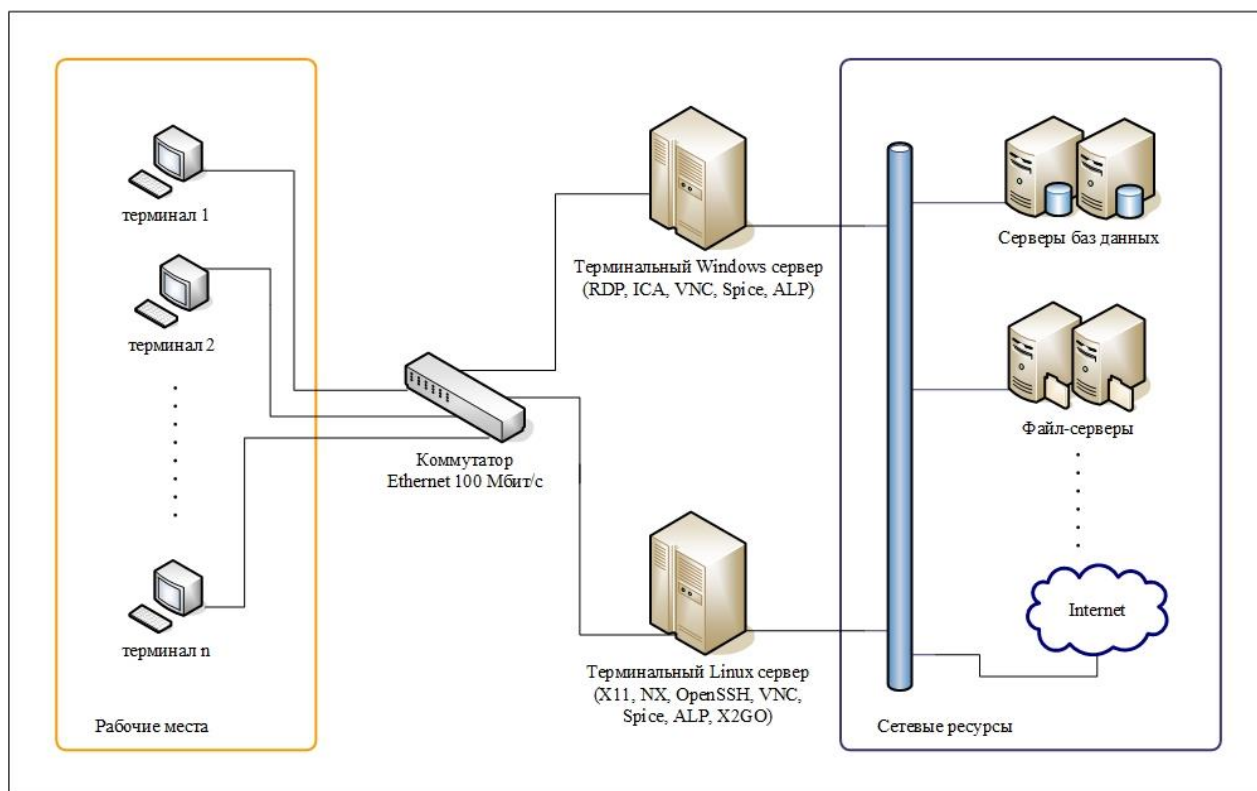 терминал 1
терминал 2
терминал n
Рабочие места
Коммутатор
Ethernet 100 Мбит/с
Терминальный Windows сервер
(RDP, ICA, VNC, Spice, ALP)
Терминальный Linux сервер
(X11, NX, OpenSSH, VNC,
Spice, ALP, X2GO)
Серверы баз данных
Файл-серверы
Internet
Сетевые ресурсы